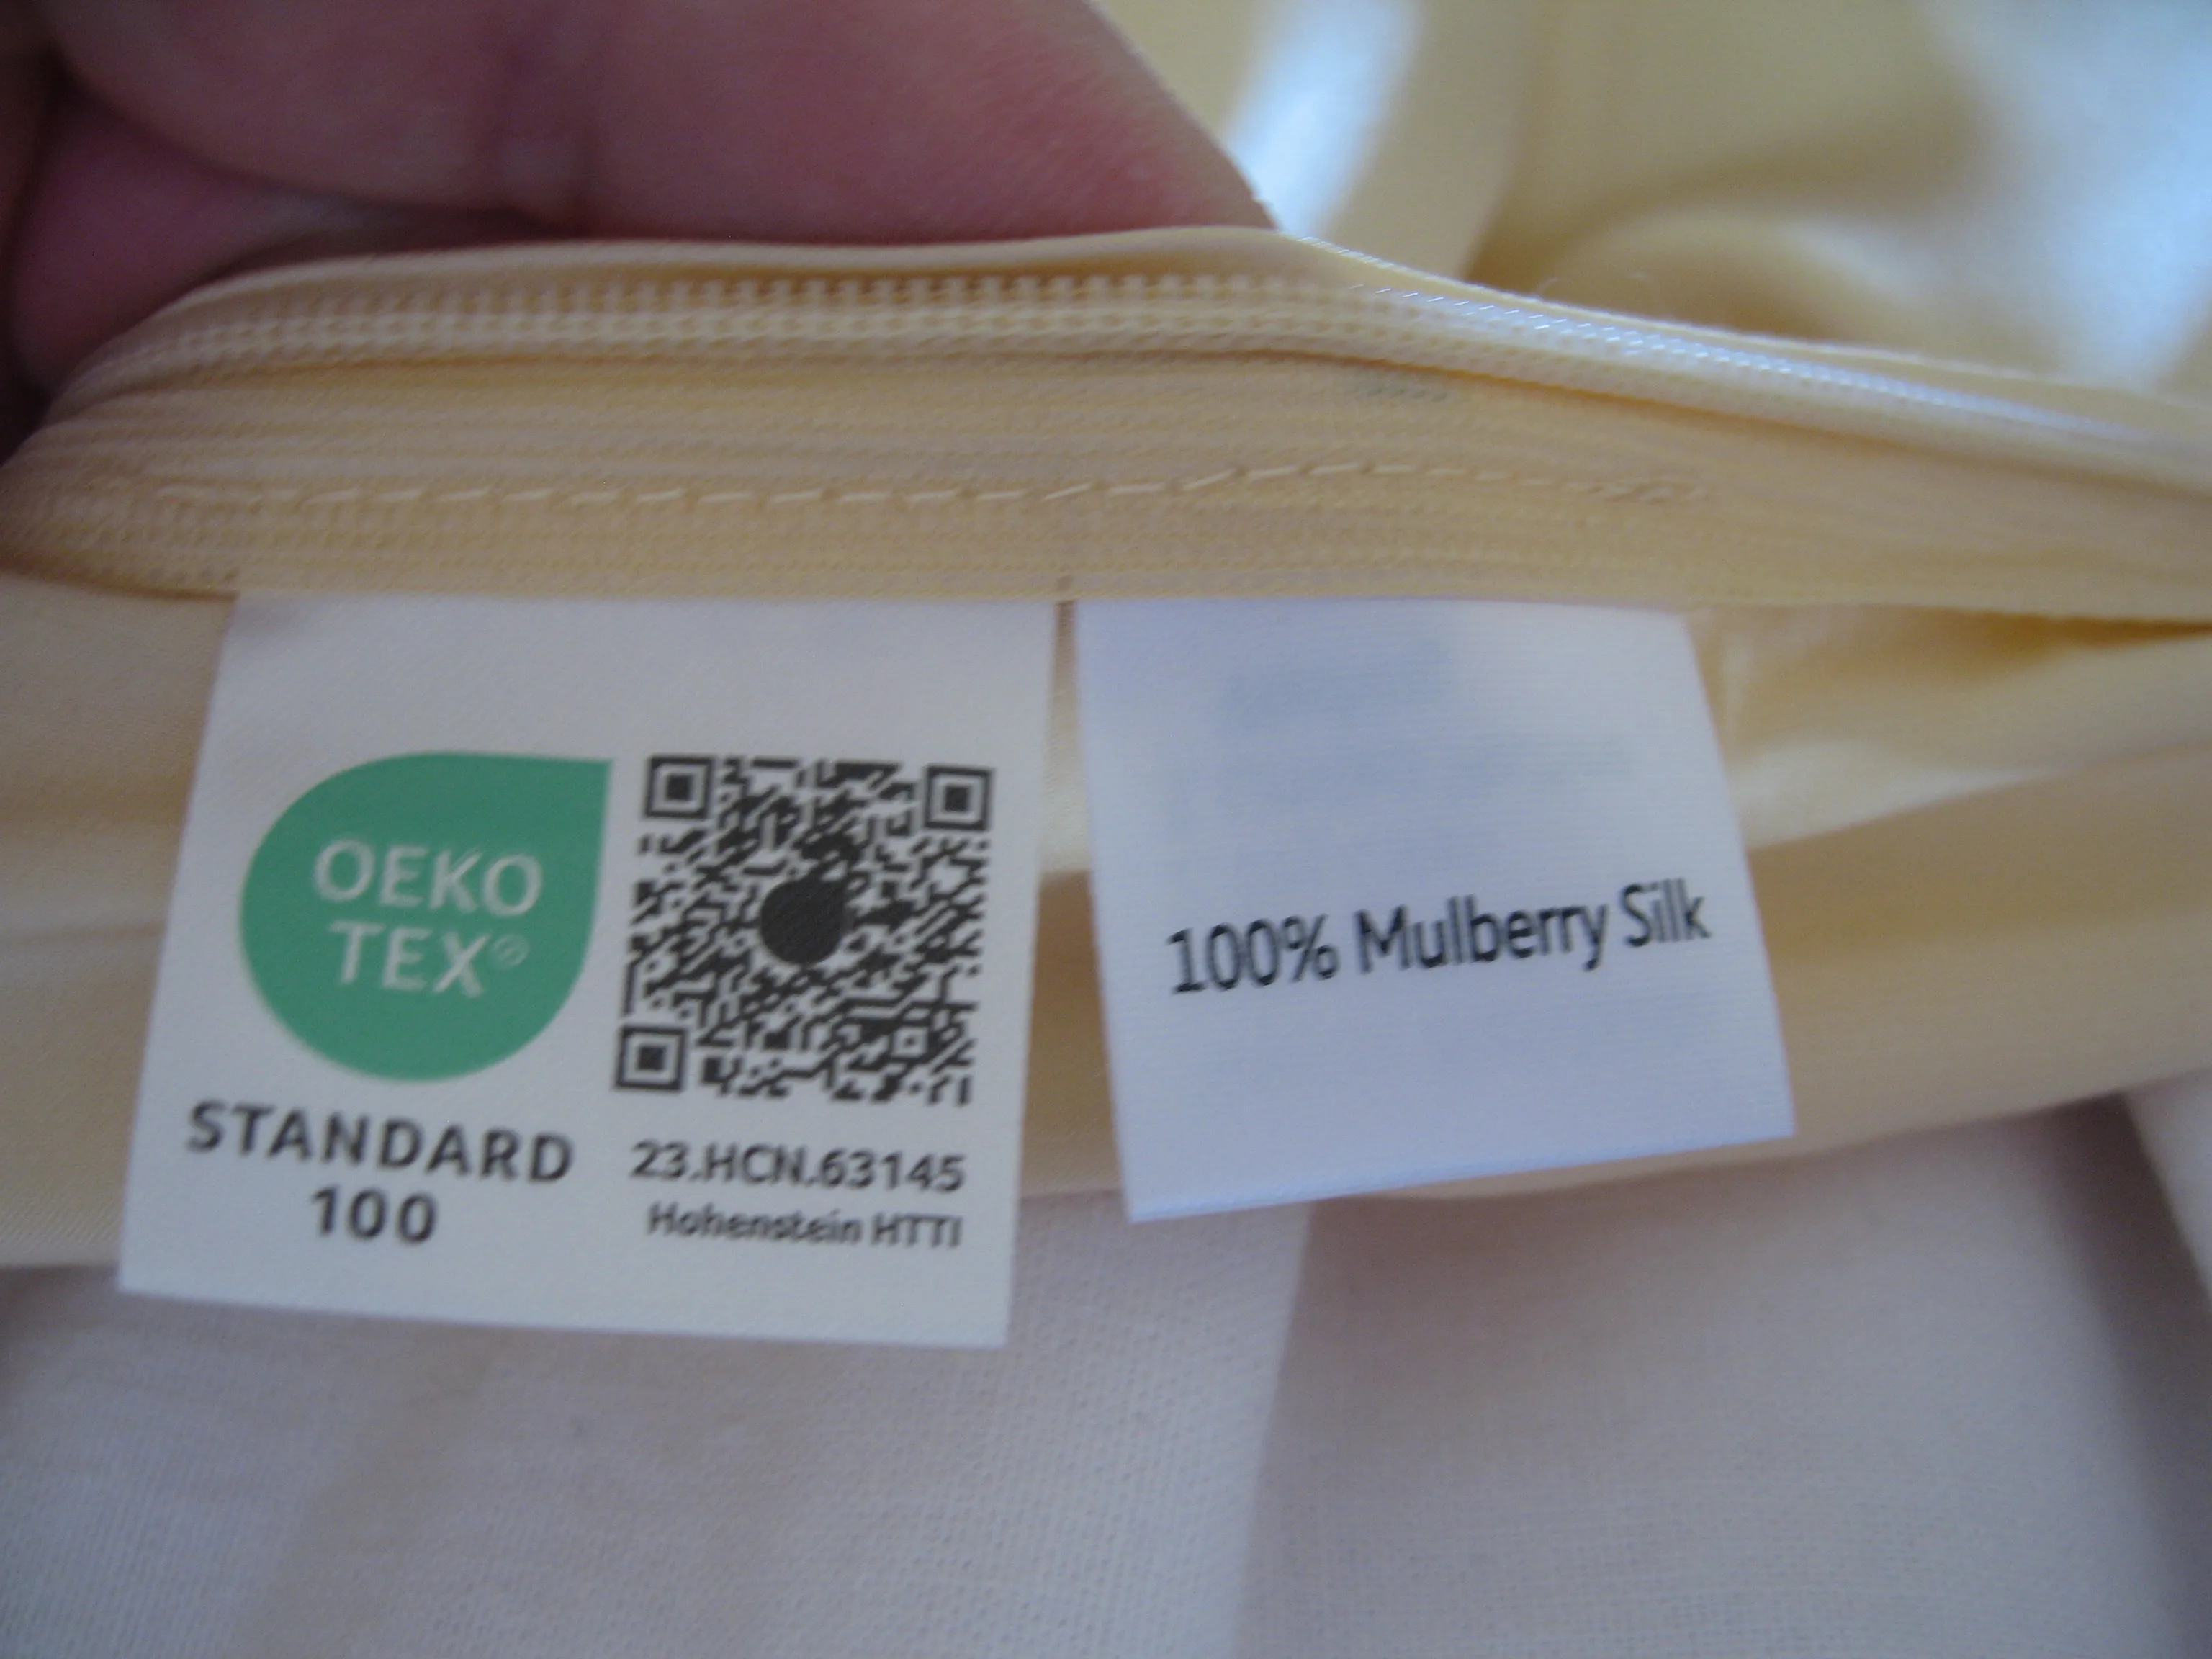 OEKO
TEX®
STANDARD
100
23.HCN.63145
Hohenstein HTTI
100% Mulberry Silk